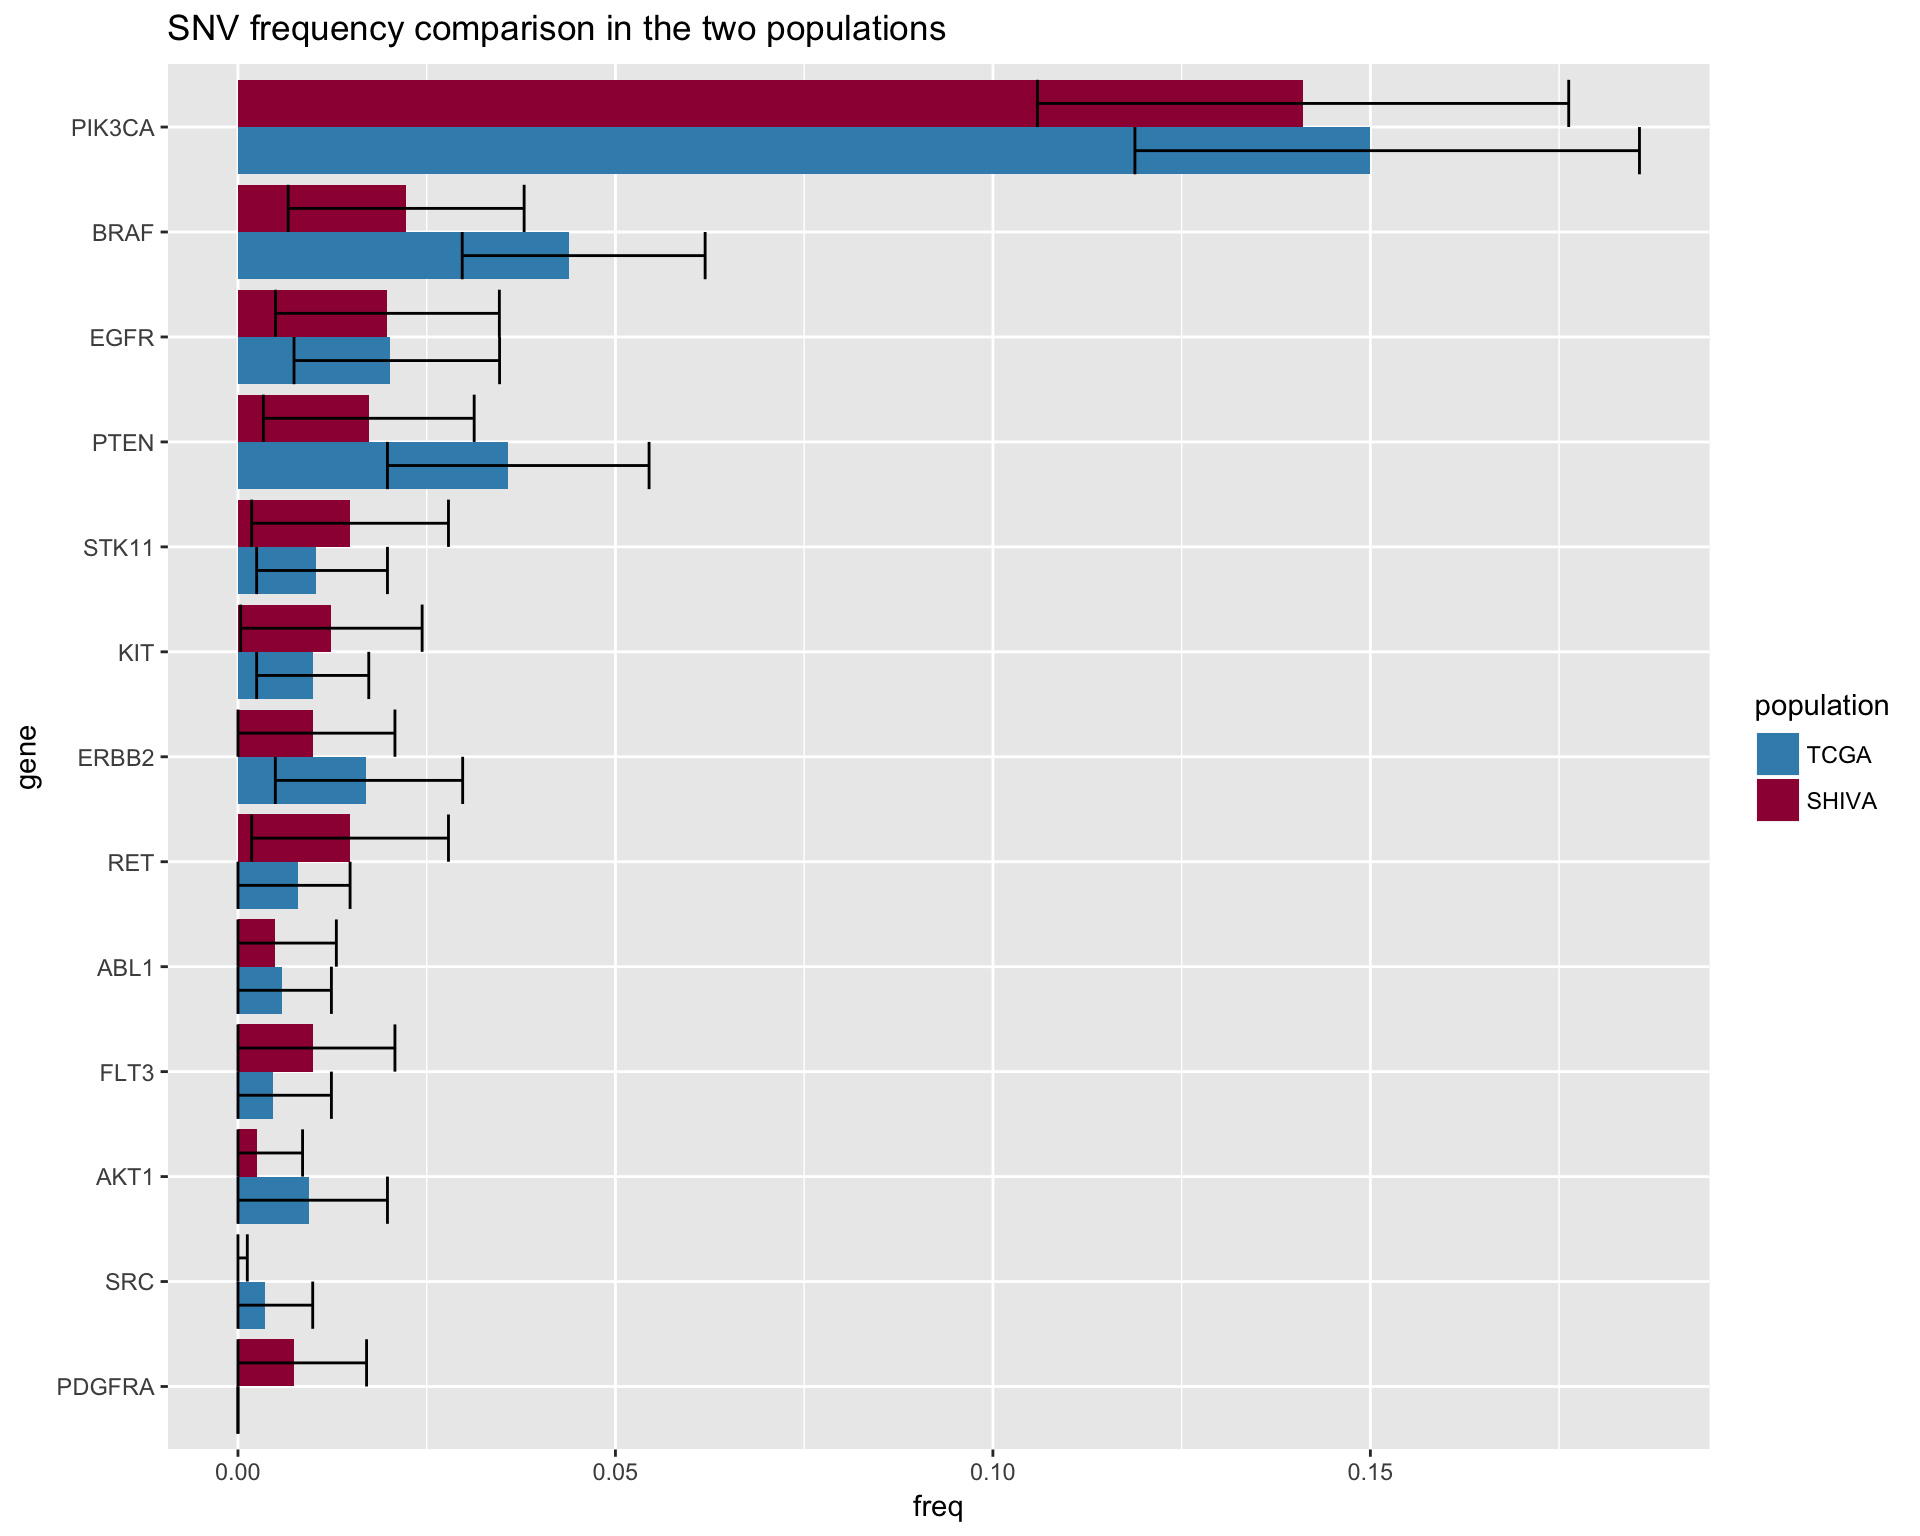 SNV frequency comparison in the two populations
PIK3CA
BRAF
EGFR
PTEN
STK11
KIT
ERBB2
RET
ABL1
FLT3
AKT1
SRC
PDGFRA
gene
0.00 0.05 0.10 0.15
freq
population
TCGA
SHIVA